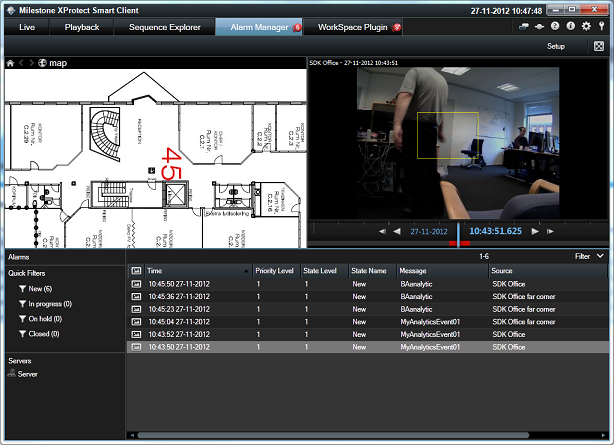 Milestone XProtect Smart Client
27-11-2012 10:47:48
Live Playback Sequence Explorer Alarm Manager 6 WorkSpace Plugin
Setup
map
SDK Office - 27-11-2012 10:43:51
RECEPTION
45
Ekstra lydisolering
27-11-2012 10:43:51.625
Alarms
1-6 Filter
Quick Filters
New (6)
In progress (0)
On hold (0)
Closed (0)
Servers
Server
Time Priority Level State Level State Name Message Source
10:45:50 27-11-2012 1 1 New BAanalytic SDK Office
10:45:36 27-11-2012 1 1 New BAanalytic SDK Office far corner
10:45:06 27-11-2012 1 1 New BAanalytic SDK Office
10:45:04 27-11-2012 1 1 New MyAnalyticsEvent01 SDK Office far corner
10:43:52 27-11-2012 1 1 New MyAnalyticsEvent01 SDK Office
10:43:50 27-11-2012 1 1 New MyAnalyticsEvent01 SDK Office